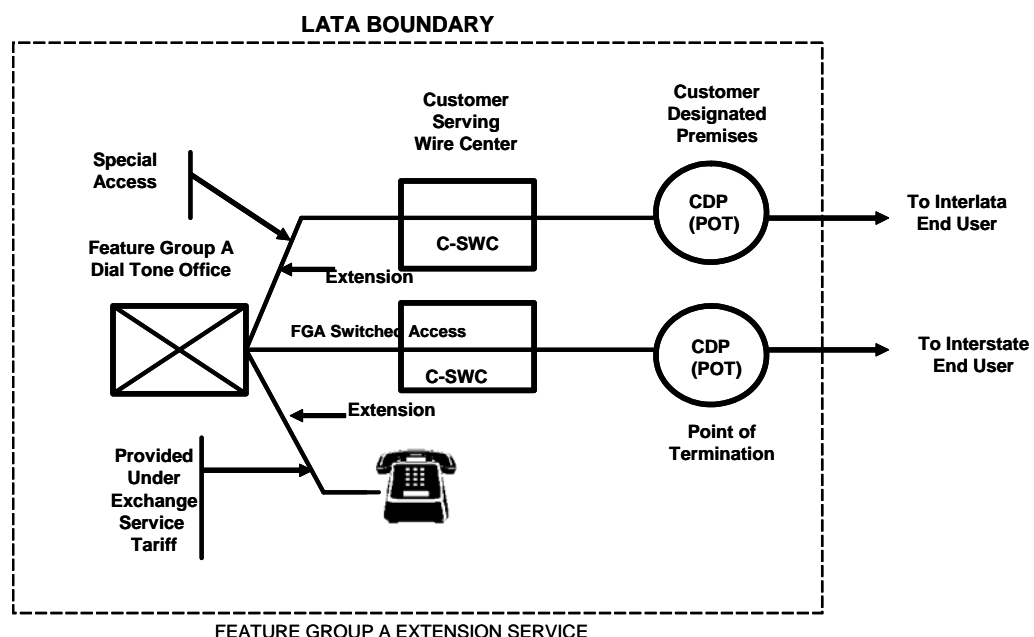 LATA BOUNDARY
Customer
Serving
Wire Center
Customer
Designated
Premises
Special
Access
CDP
(POT)
To Interlata
End User
C-SWC
Feature Group A
Dial Tone Office
Extension
FGA Switched Access
CDP
(POT)
To Interstate
End User
C-SWC
Extension
Point of
Termination
Provided
Under
Exchange
Service
Tariff
FEATURE GROUP A EXTENSION SERVICE